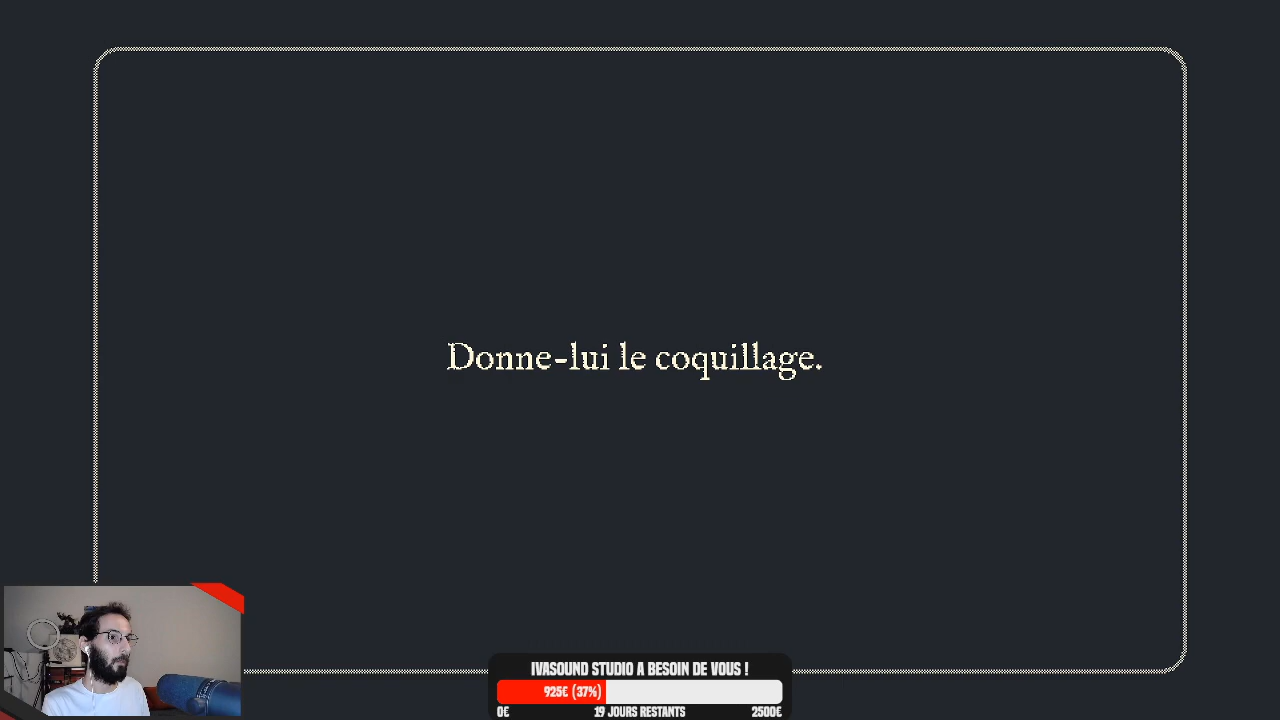 Donne-lui le coquillage.
IVASOUND STUDIO A BESOIN DE VOUS !
925€ (37%)
0€ 19 JOURS RESTANTS 2500€